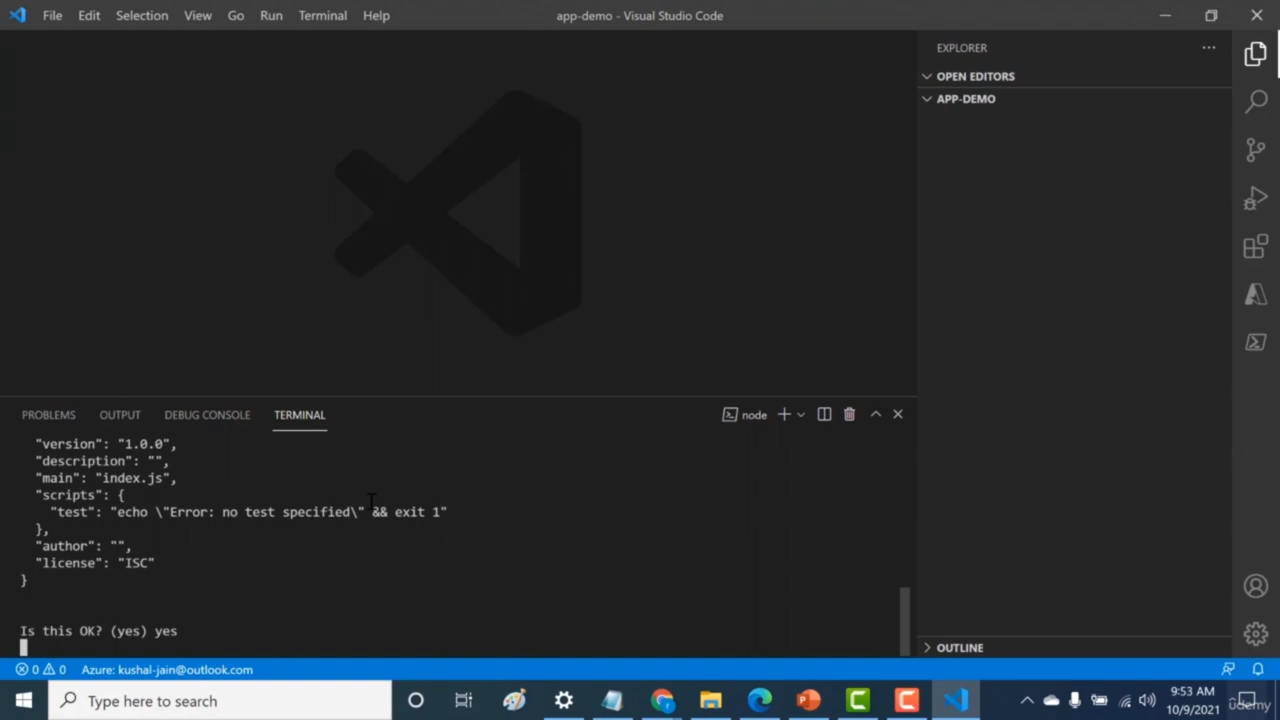 File Edit Selection View Go Run Terminal Help
app-demo - Visual Studio Code
EXPLORER
OPEN EDITORS
APP-DEMO
PROBLEMS OUTPUT DEBUG CONSOLE TERMINAL
node
"version": "1.0.0",
"description": "",
"main": "index.js",
"scripts": {
"test": "echo \"Error: no test specified\" && exit 1"
},
"author": "",
"license": "ISC"
}
Is this OK? (yes) yes
OUTLINE
0 0 Azure: kushal-jain@outlook.com
Type here to search
9:53 AM
10/9/2021
udemy